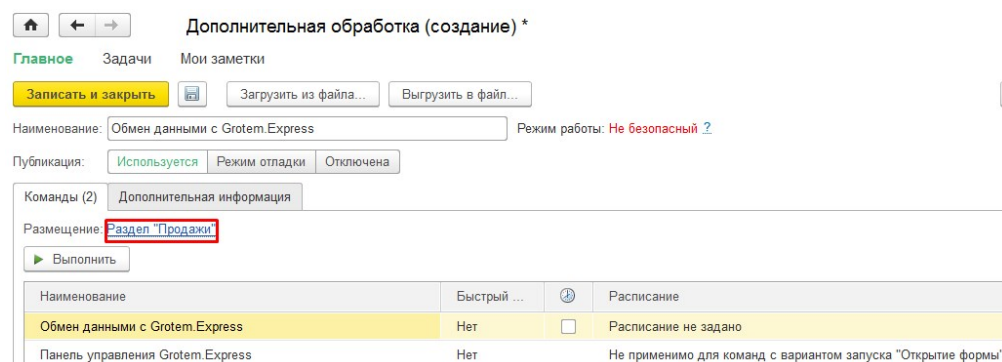 Дополнительная обработка (создание) *
Главное Задачи Мои заметки
Записать и закрыть Загрузить из файла... Выгрузить в файл...
Наименование: Обмен данными с Grotem.Express Режим работы: Не безопасный ?
Публикация: Используется Режим отладки Отключена
Команды (2) Дополнительная информация
Размещение: Раздел "Продажи"
Выполнить
Наименование Быстрый ... Расписание
Обмен данными с Grotem.Express Нет Расписание не задано
Панель управления Grotem.Express Нет Не применимо для команд с вариантом запуска "Открытие формы"